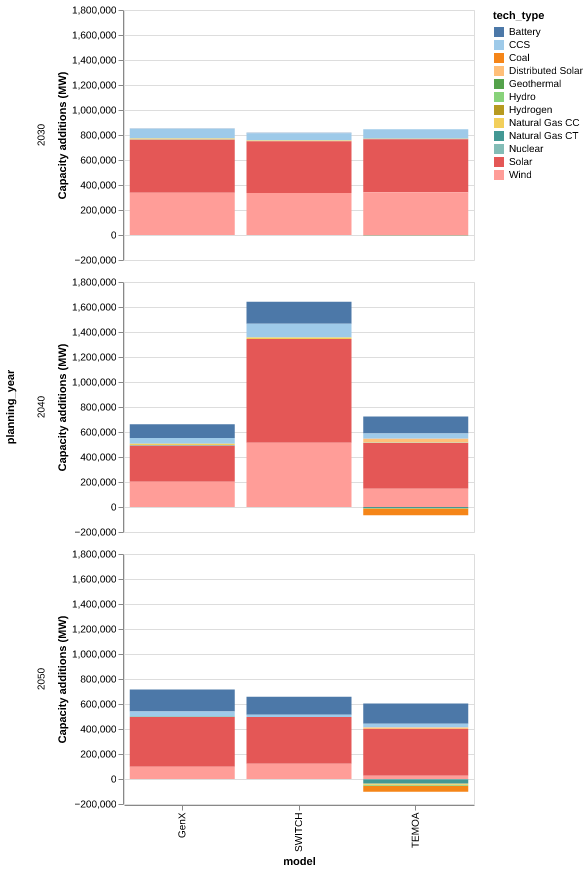 tech_type
Battery
CCS
Coal
Distributed Solar
Geothermal
Hydro
Hydrogen
Natural Gas CC
Natural Gas CT
Nuclear
Solar
Wind
planning_year
2030
Capacity additions (MW)
1,800,000
1,600,000
1,400,000
1,200,000
1,000,000
800,000
600,000
400,000
200,000
0
−200,000
2040
Capacity additions (MW)
1,800,000
1,600,000
1,400,000
1,200,000
1,000,000
800,000
600,000
400,000
200,000
0
−200,000
2050
Capacity additions (MW)
1,800,000
1,600,000
1,400,000
1,200,000
1,000,000
800,000
600,000
400,000
200,000
0
−200,000
GenX
SWITCH
TEMOA
model